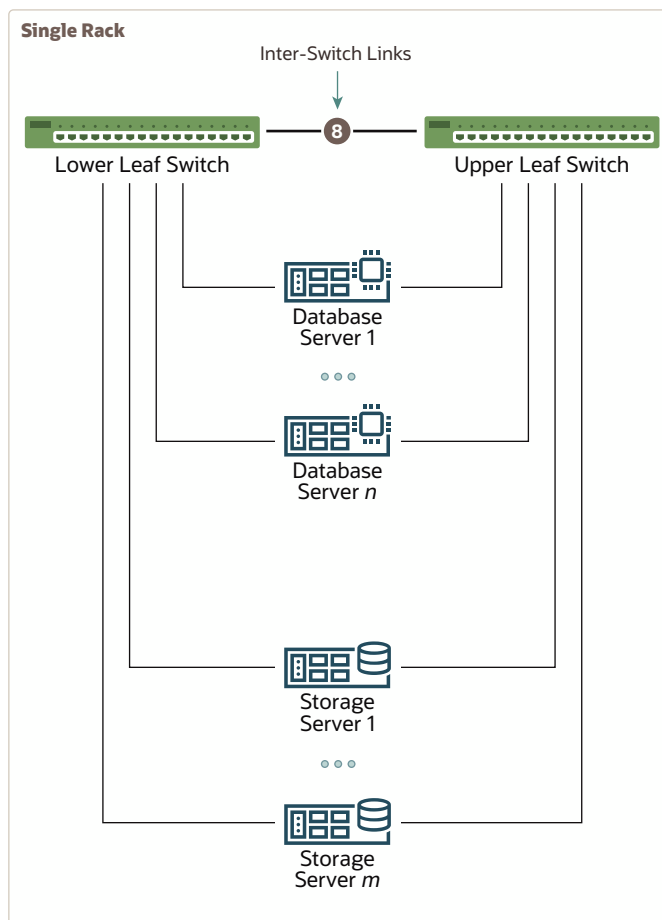 Single Rack
Inter-Switch Links
8
Lower Leaf Switch
Upper Leaf Switch
Database
Server 1
Database
Server n
Storage
Server 1
Storage
Server m